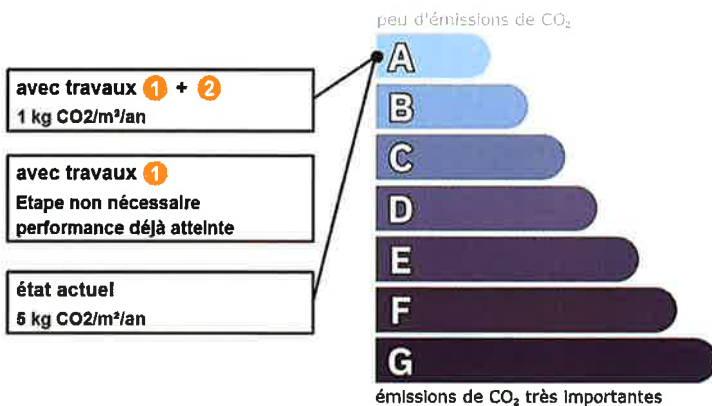 peu d'émissions de CO₂
A
B
C
D
E
F
G
émissions de CO₂ très importantes
avec travaux 1 + 2
1 kg CO2/m²/an
avec travaux 1
Etape non nécessaire
performance déjà atteinte
état actuel
5 kg CO2/m²/an